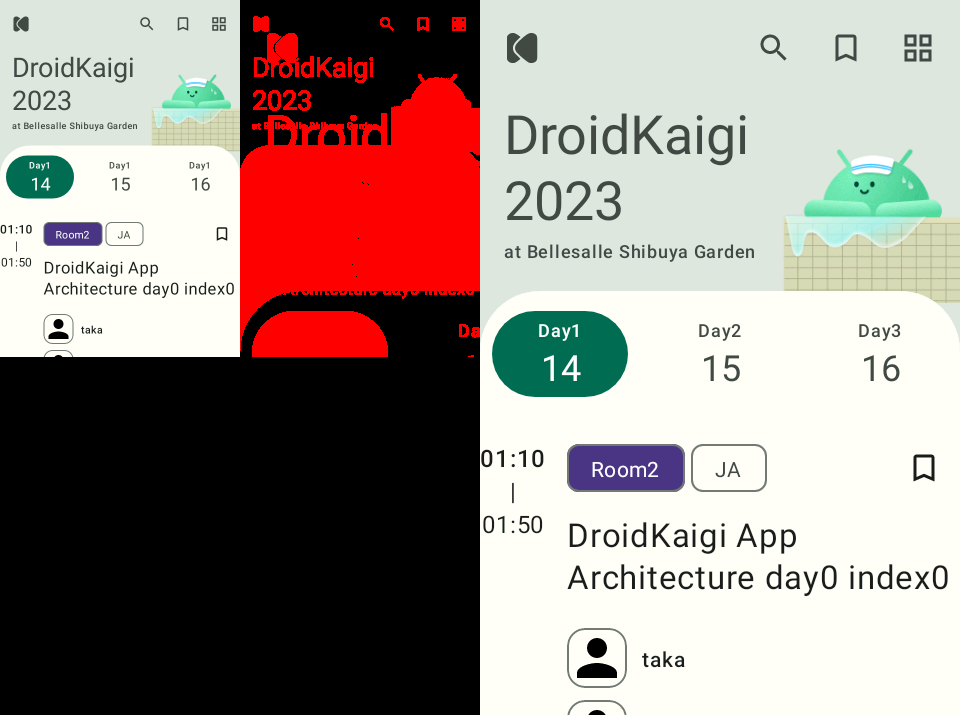 DroidKaigi
2023
at Bellesalle Shibuya Garden
Day1 Day1 Day1
14 15 16
01:10 Room2 JA
|
01:50
DroidKaigi App
Architecture day0 index0
taka
DroidKaigi
2023
at Bellesalle Shibuya Garden
Droid
Architecture day0 index0
Da
DroidKaigi
2023
at Bellesalle Shibuya Garden
Day1 Day2 Day3
14 15 16
01:10 Room2 JA
|
01:50
DroidKaigi App
Architecture day0 index0
taka